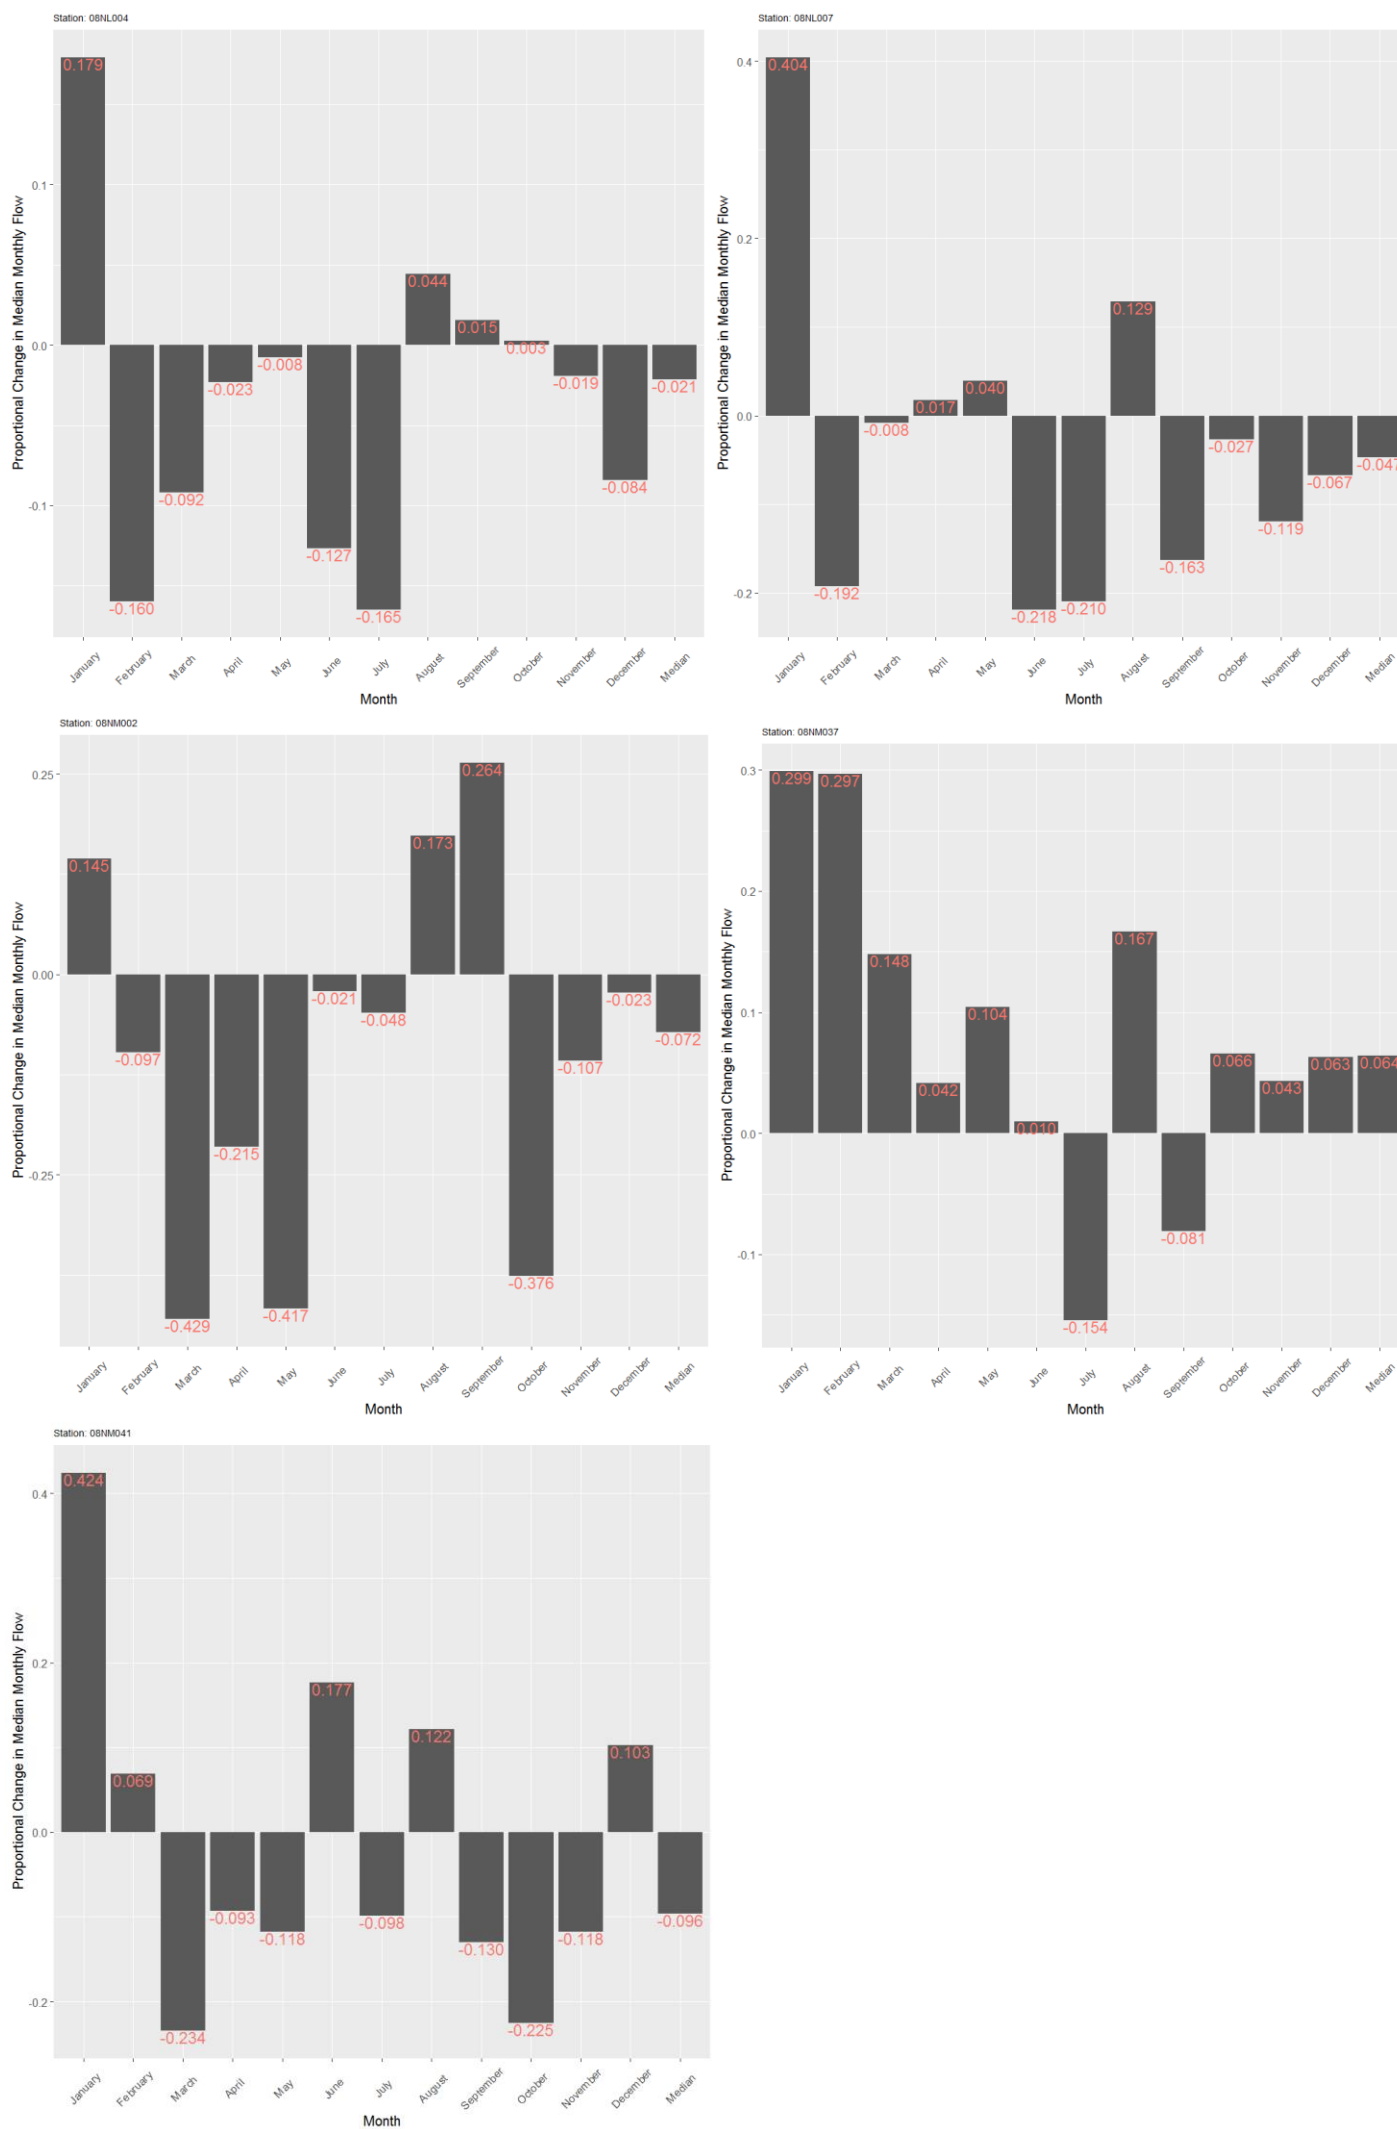 Station: 08NL004
Proportional Change in Median Monthly Flow
0.1
0.0
-0.1
0.179
-0.160
-0.092
-0.023
-0.008
-0.127
-0.165
0.044
0.015
0.003
-0.019
-0.084
-0.021
January
February
March
April
May
June
July
August
September
October
November
December
Median
Month
Station: 08NL007
Proportional Change in Median Monthly Flow
0.4
0.2
0.0
-0.2
0.404
-0.192
-0.008
0.017
0.040
-0.218
-0.210
0.129
-0.163
-0.027
-0.119
-0.067
-0.047
January
February
March
April
May
June
July
August
September
October
November
December
Median
Month
Station: 08NM002
Proportional Change in Median Monthly Flow
0.25
0.00
-0.25
0.145
-0.097
-0.429
-0.215
-0.417
-0.021
-0.048
0.173
0.264
-0.376
-0.107
-0.023
-0.072
January
February
March
April
May
June
July
August
September
October
November
December
Median
Month
Station: 08NM037
Proportional Change in Median Monthly Flow
0.3
0.2
0.1
0.0
-0.1
0.299
0.297
0.148
0.042
0.104
0.010
-0.154
0.167
-0.081
0.066
0.043
0.063
0.064
January
February
March
April
May
June
July
August
September
October
November
December
Median
Month
Station: 08NM041
Proportional Change in Median Monthly Flow
0.4
0.2
0.0
-0.2
0.424
0.069
-0.234
-0.093
-0.118
0.177
-0.098
0.122
-0.130
-0.225
-0.118
0.103
-0.096
January
February
March
April
May
June
July
August
September
October
November
December
Median
Month